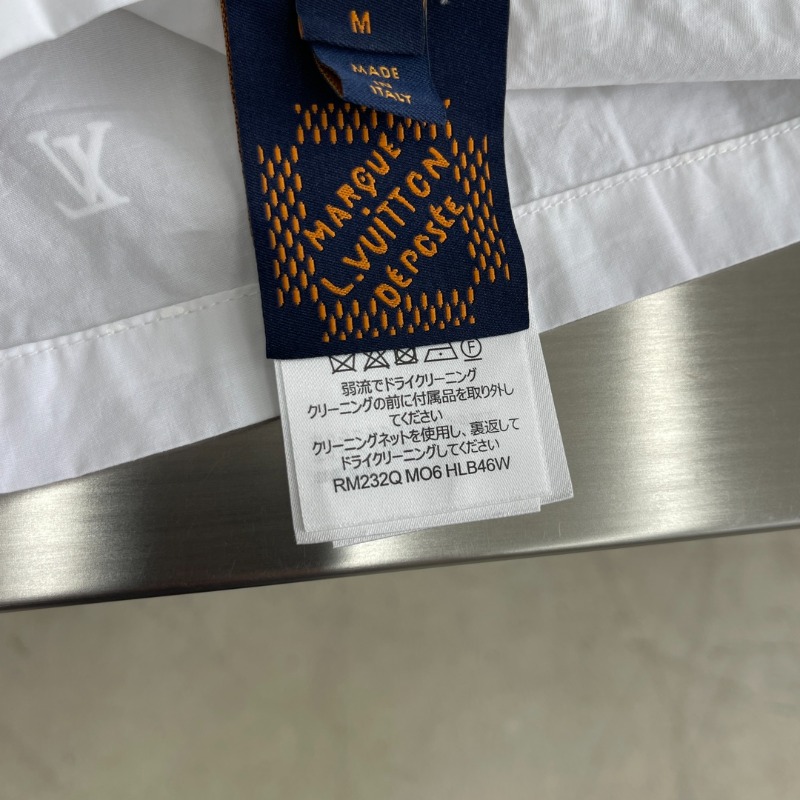 M
MADE
IN
ITALY
MARQUE
L.VUITTON
DÉPOSÉE
LV
F
弱流でドライクリーニング
クリーニングの前に付属品を取り外し
てください
クリーニングネットを使用し、裏返して
ドライクリーニングしてください
RM232Q MO6 HLB46W